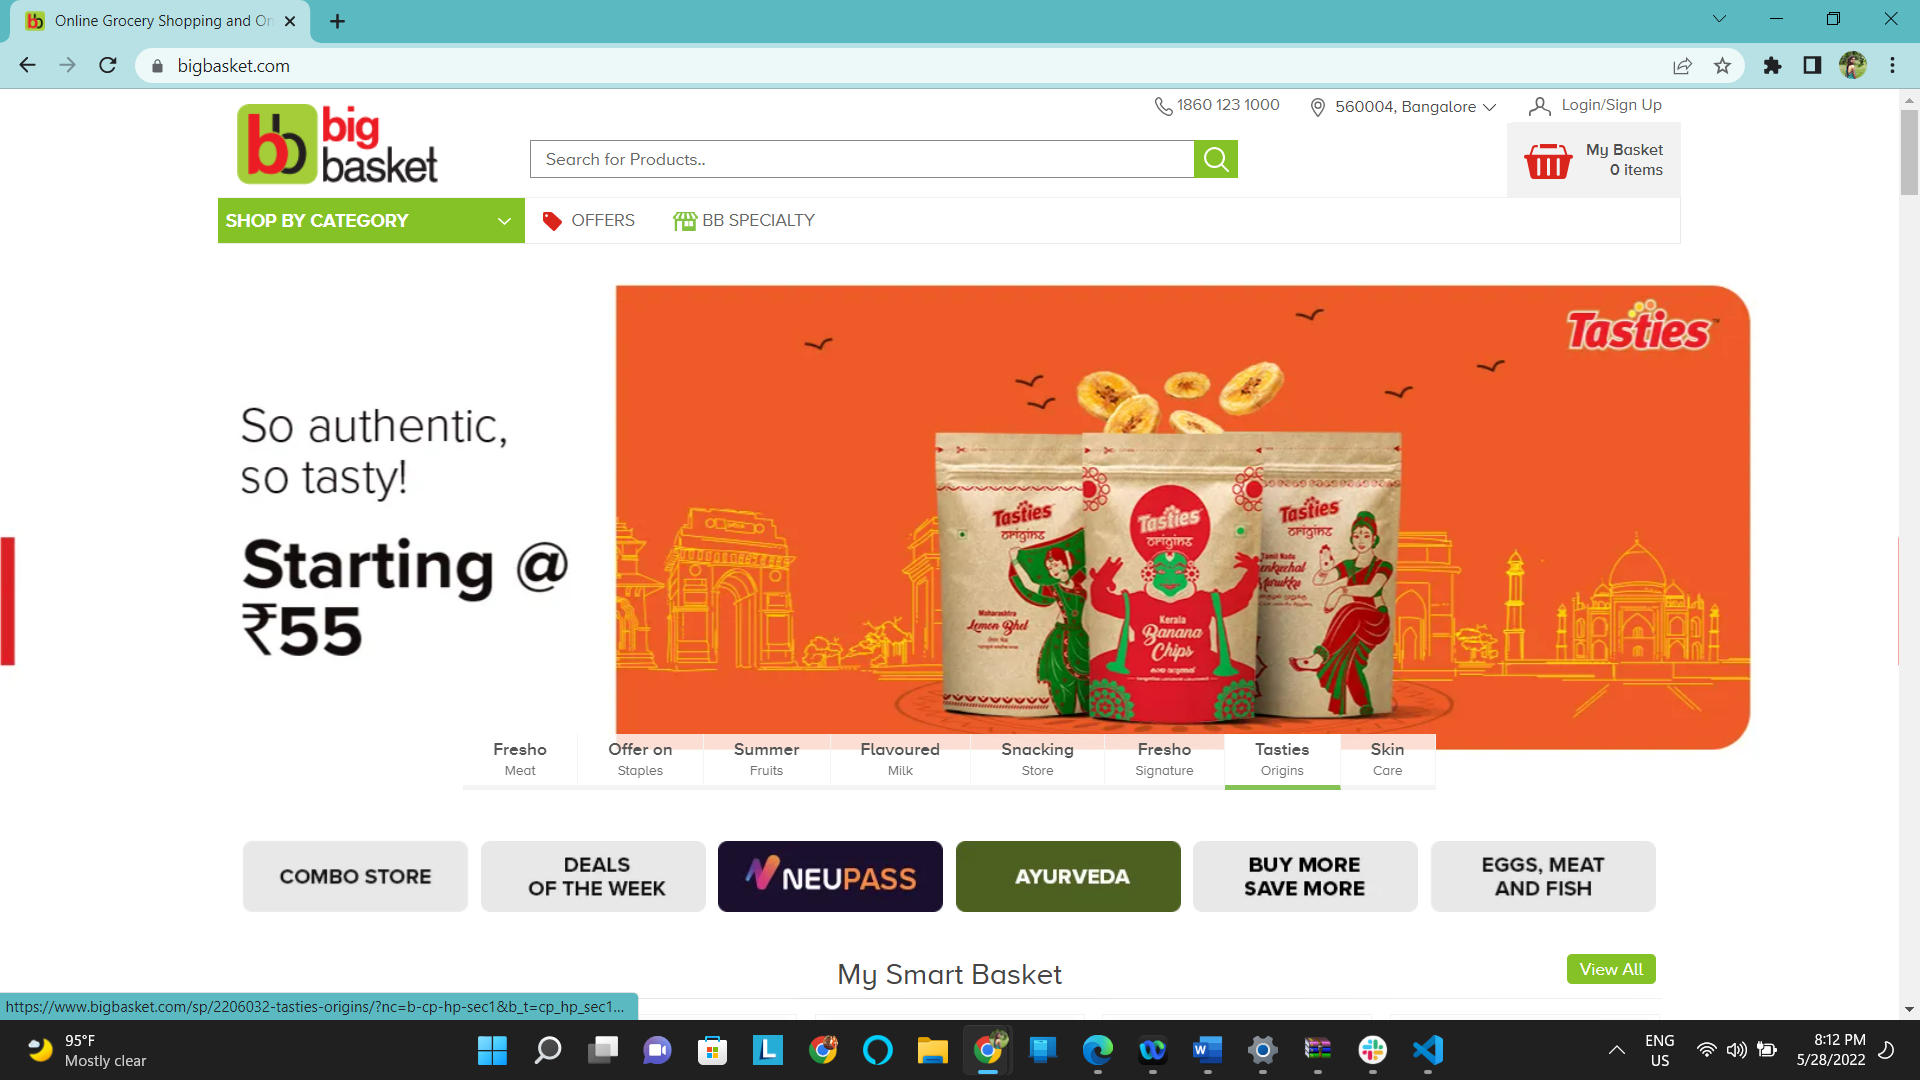 Online Grocery Shopping and On
bigbasket.com
1860 123 1000
560004, Bangalore
Login/Sign Up
bb big
basket
Search for Products..
My Basket
0 items
SHOP BY CATEGORY
OFFERS
BB SPECIALTY
Tasties™
So authentic,
so tasty!
Starting @
₹55
Tasties
origins
Maharashtra
Lemon Bhel
Tasties
origins
Kerala
Banana
Chips
Tasties
origins
Tamil Nadu
Murukku
Fresho
Meat
Offer on
Staples
Summer
Fruits
Flavoured
Milk
Snacking
Store
Fresho
Signature
Tasties
Origins
Skin
Care
COMBO STORE
DEALS
OF THE WEEK
NEUPASS
AYURVEDA
BUY MORE
SAVE MORE
EGGS, MEAT
AND FISH
My Smart Basket
View All
https://www.bigbasket.com/sp/2206032-tasties-origins/?nc=b-cp-hp-sec1&b_t=cp_hp_sec1...
95°F
Mostly clear
ENG
US
8:12 PM
5/28/2022